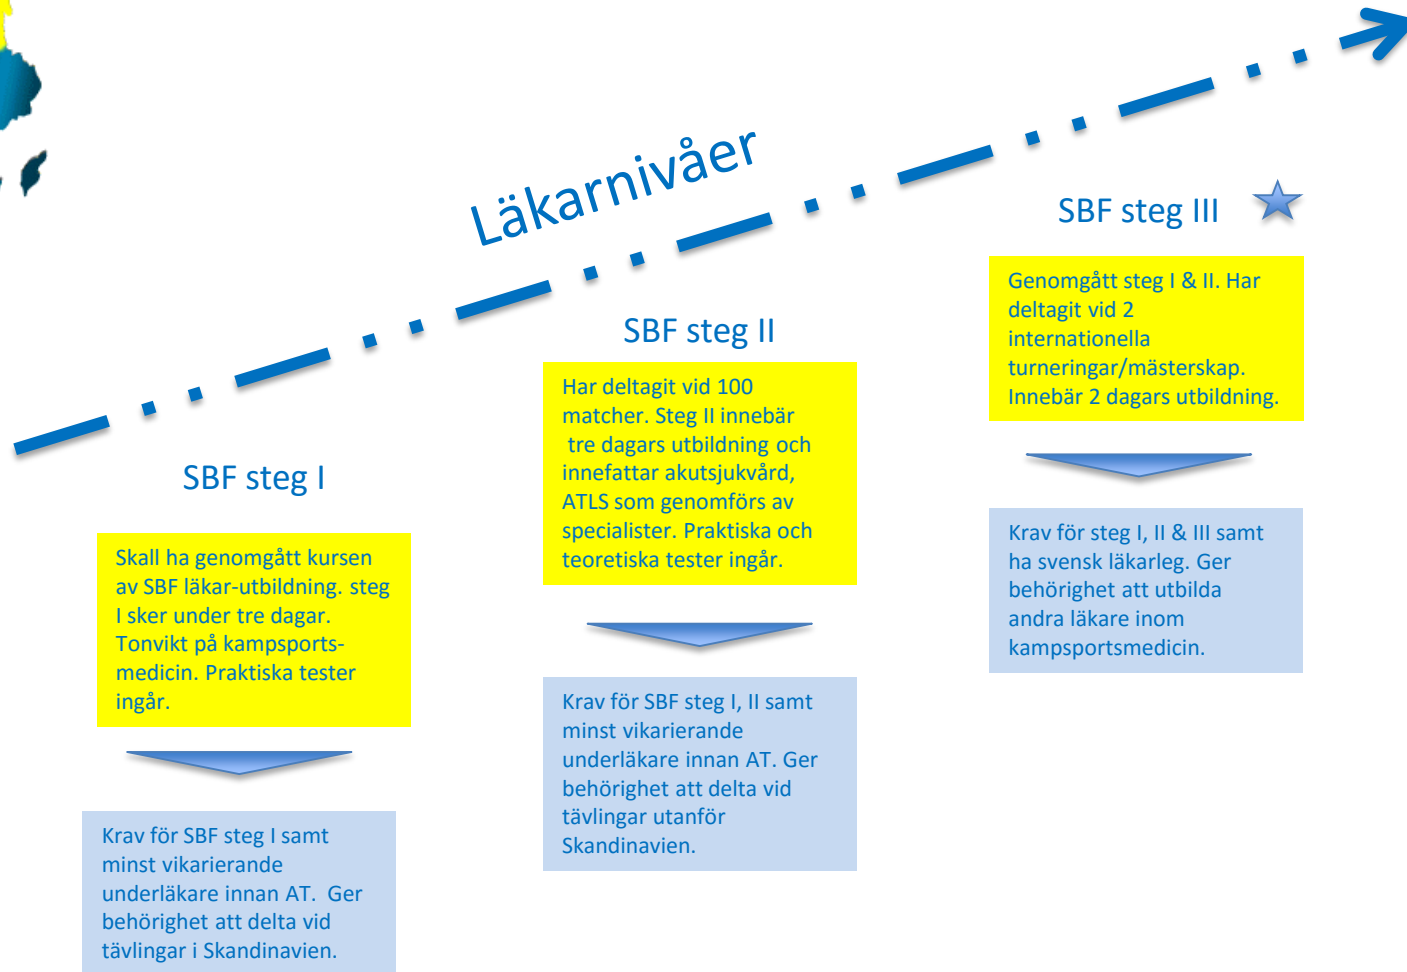 Läkarnivåer
SBF steg I
Skall ha genomgått kursen
av SBF läkar-utbildning. steg
I sker under tre dagar.
Tonvikt på kampsports-
medicin. Praktiska tester
ingår.
Krav för SBF steg I samt
minst vikarierande
underläkare innan AT.  Ger
behörighet att delta vid
tävlingar i Skandinavien.
SBF steg II
Har deltagit vid 100
matcher. Steg II innebär
tre dagars utbildning och
innefattar akutsjukvård,
ATLS som genomförs av
specialister. Praktiska och
teoretiska tester ingår.
Krav för SBF steg I, II samt
minst vikarierande
underläkare innan AT. Ger
behörighet att delta vid
tävlingar utanför
Skandinavien.
SBF steg III
Genomgått steg I & II. Har
deltagit vid 2
internationella
turneringar/mästerskap.
Innebär 2 dagars utbildning.
Krav för steg I, II & III samt
ha svensk läkarleg. Ger
behörighet att utbilda
andra läkare inom
kampsportsmedicin.